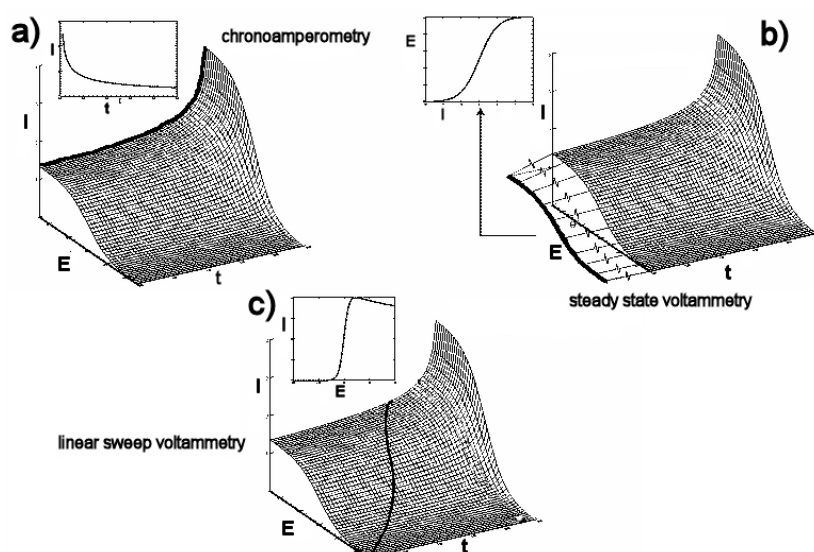 a)
I
t
chronoamperometry
I
E
t
b)
E
I
I
E
t
steady state voltammetry
c)
I
E
I
linear sweep voltammetry
E
t